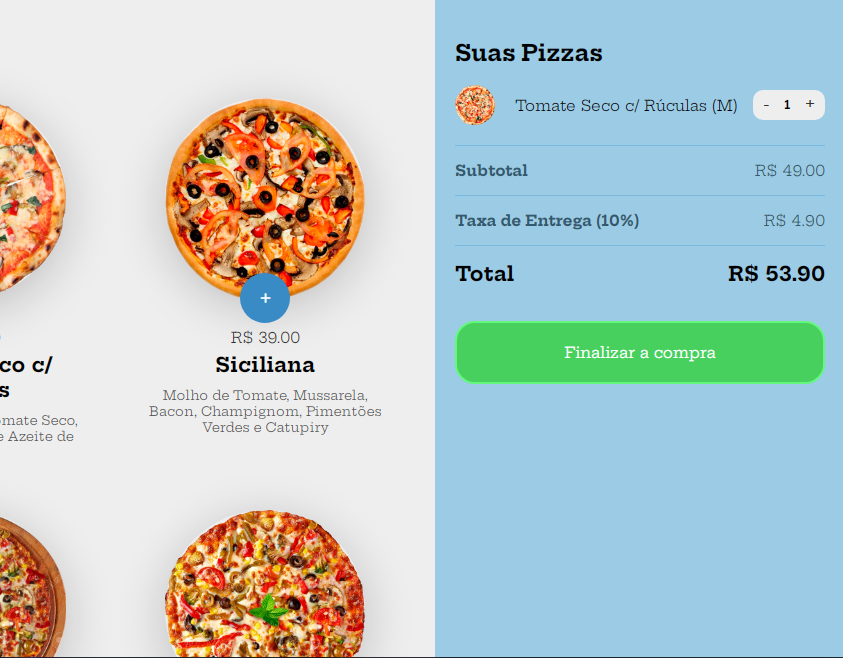 co c/
s
omate Seco,
e Azeite de
+
R$ 39.00
Siciliana
Molho de Tomate, Mussarela,
Bacon, Champignom, Pimentões
Verdes e Catupiry
Suas Pizzas
Tomate Seco c/ Rúculas (M) - 1 +
Subtotal R$ 49.00
Taxa de Entrega (10%) R$ 4.90
Total R$ 53.90
Finalizar a compra